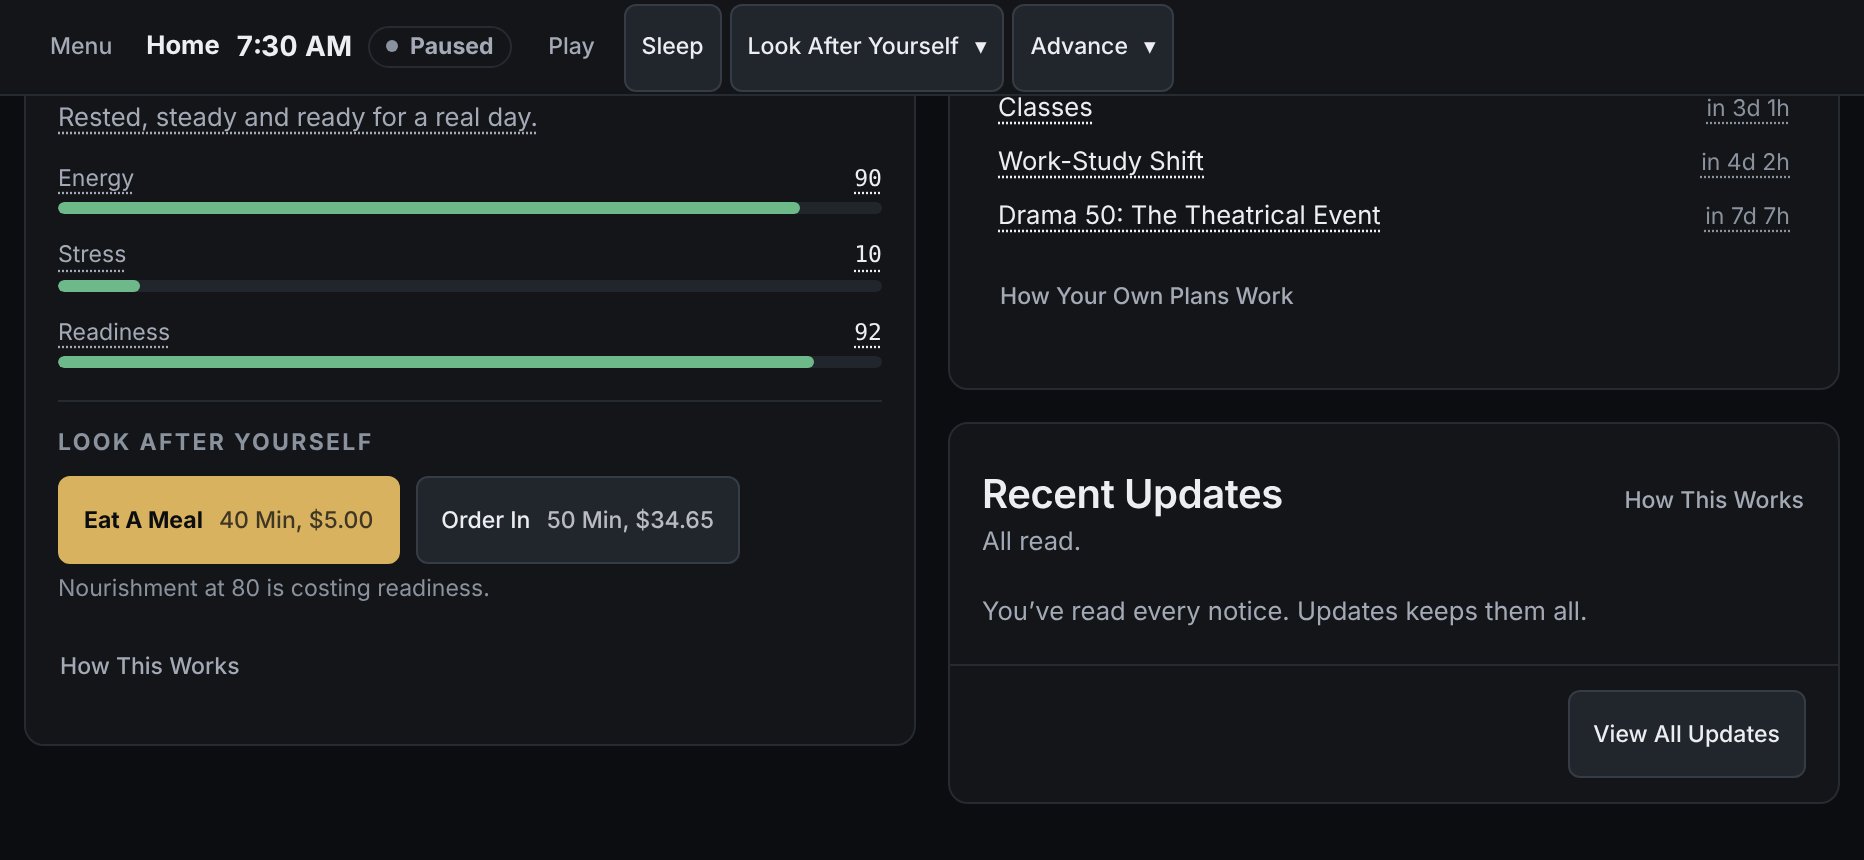 Menu Home 7:30 AM Paused Play Sleep Look After Yourself ▼ Advance ▼
Rested, steady and ready for a real day.
Energy 90
Stress 10
Readiness 92
LOOK AFTER YOURSELF
Eat A Meal 40 Min, $5.00 Order In 50 Min, $34.65
Nourishment at 80 is costing readiness.
How This Works
Classes in 3d 1h
Work-Study Shift in 4d 2h
Drama 50: The Theatrical Event in 7d 7h
How Your Own Plans Work
Recent Updates How This Works
All read.
You’ve read every notice. Updates keeps them all.
View All Updates